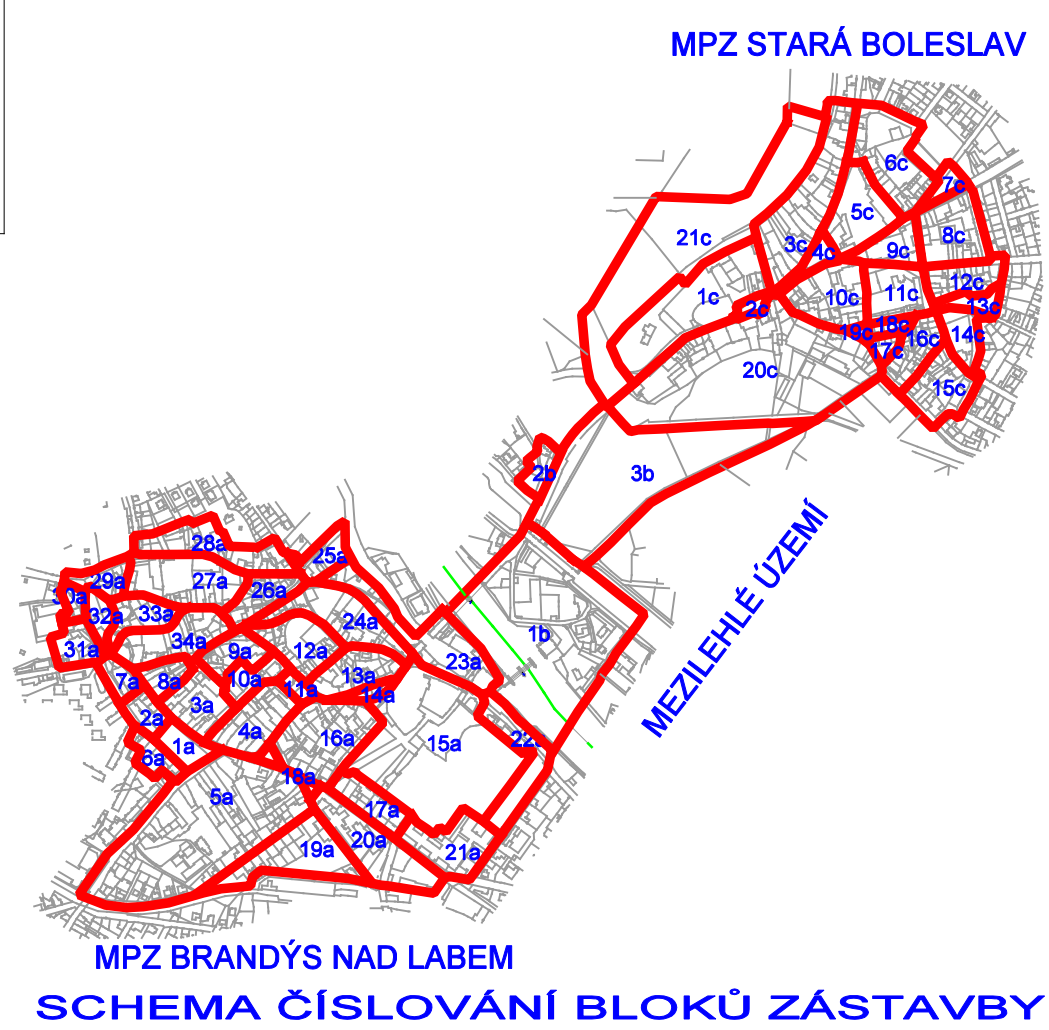 MPZ STARÁ BOLESLAV
6c
7c
5c
21c
3c
4c
9c
8c
12c
1c
2c
10c
11c
13c
19c
18c
16c
14c
17c
20c
15c
2b
3b
MEZILEHLÉ ÚZEMÍ
28a
25a
29a
27a
26a
30a
32a
33a
24a
1b
34a
31a
9a
12a
23a
7a
8a
10a
11a
13a
14a
2a
3a
4a
16a
15a
22a
6a
1a
18a
5a
17a
20a
19a
21a
MPZ BRANDÝS NAD LABEM
SCHEMA ČÍSLOVÁNÍ BLOKŮ ZÁSTAVBY